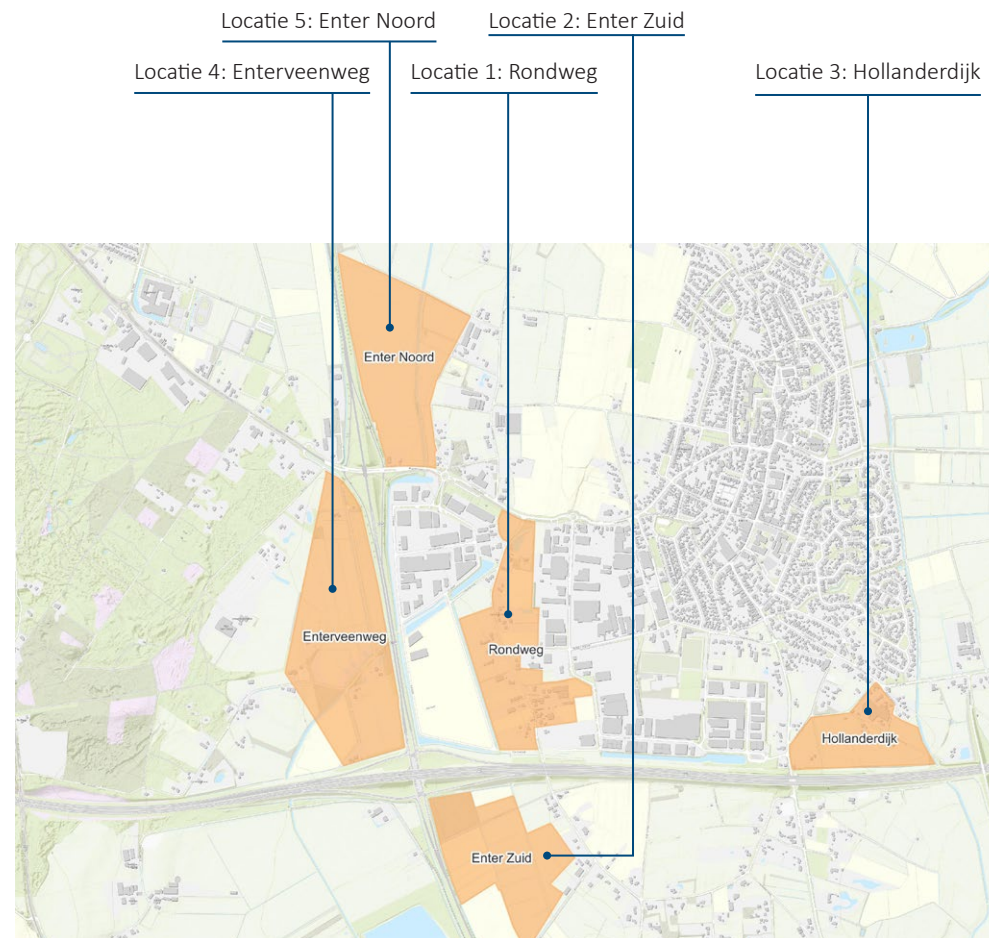 Locatie 5: Enter Noord
Locatie 2: Enter Zuid
Locatie 4: Enterveenweg
Locatie 1: Rondweg
Locatie 3: Hollanderdijk
Enter Noord
Enterveenweg
Rondweg
Hollanderdijk
Enter Zuid